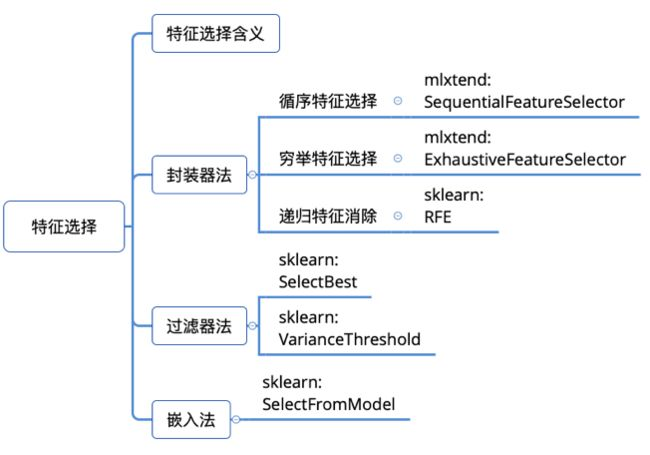 特征选择含义
循序特征选择
mlxtend:
SequentialFeatureSelector
穷举特征选择
mlxtend:
ExhaustiveFeatureSelector
封装器法
递归特征消除
sklearn:
RFE
特征选择
sklearn:
SelectBest
过滤器法
sklearn:
VarianceThreshold
嵌入法
sklearn:
SelectFromModel